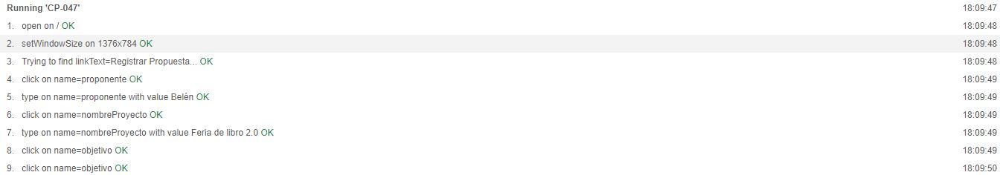 Running 'CP-047' 18:09:47
1. open on / OK 18:09:48
2. setWindowSize on 1376x784 OK 18:09:48
3. Trying to find linkText=Registrar Propuesta... OK 18:09:48
4. click on name=proponente OK 18:09:49
5. type on name=proponente with value Belén OK 18:09:49
6. click on name=nombreProyecto OK 18:09:49
7. type on name=nombreProyecto with value Feria de libro 2.0 OK 18:09:49
8. click on name=objetivo OK 18:09:49
9. click on name=objetivo OK 18:09:50